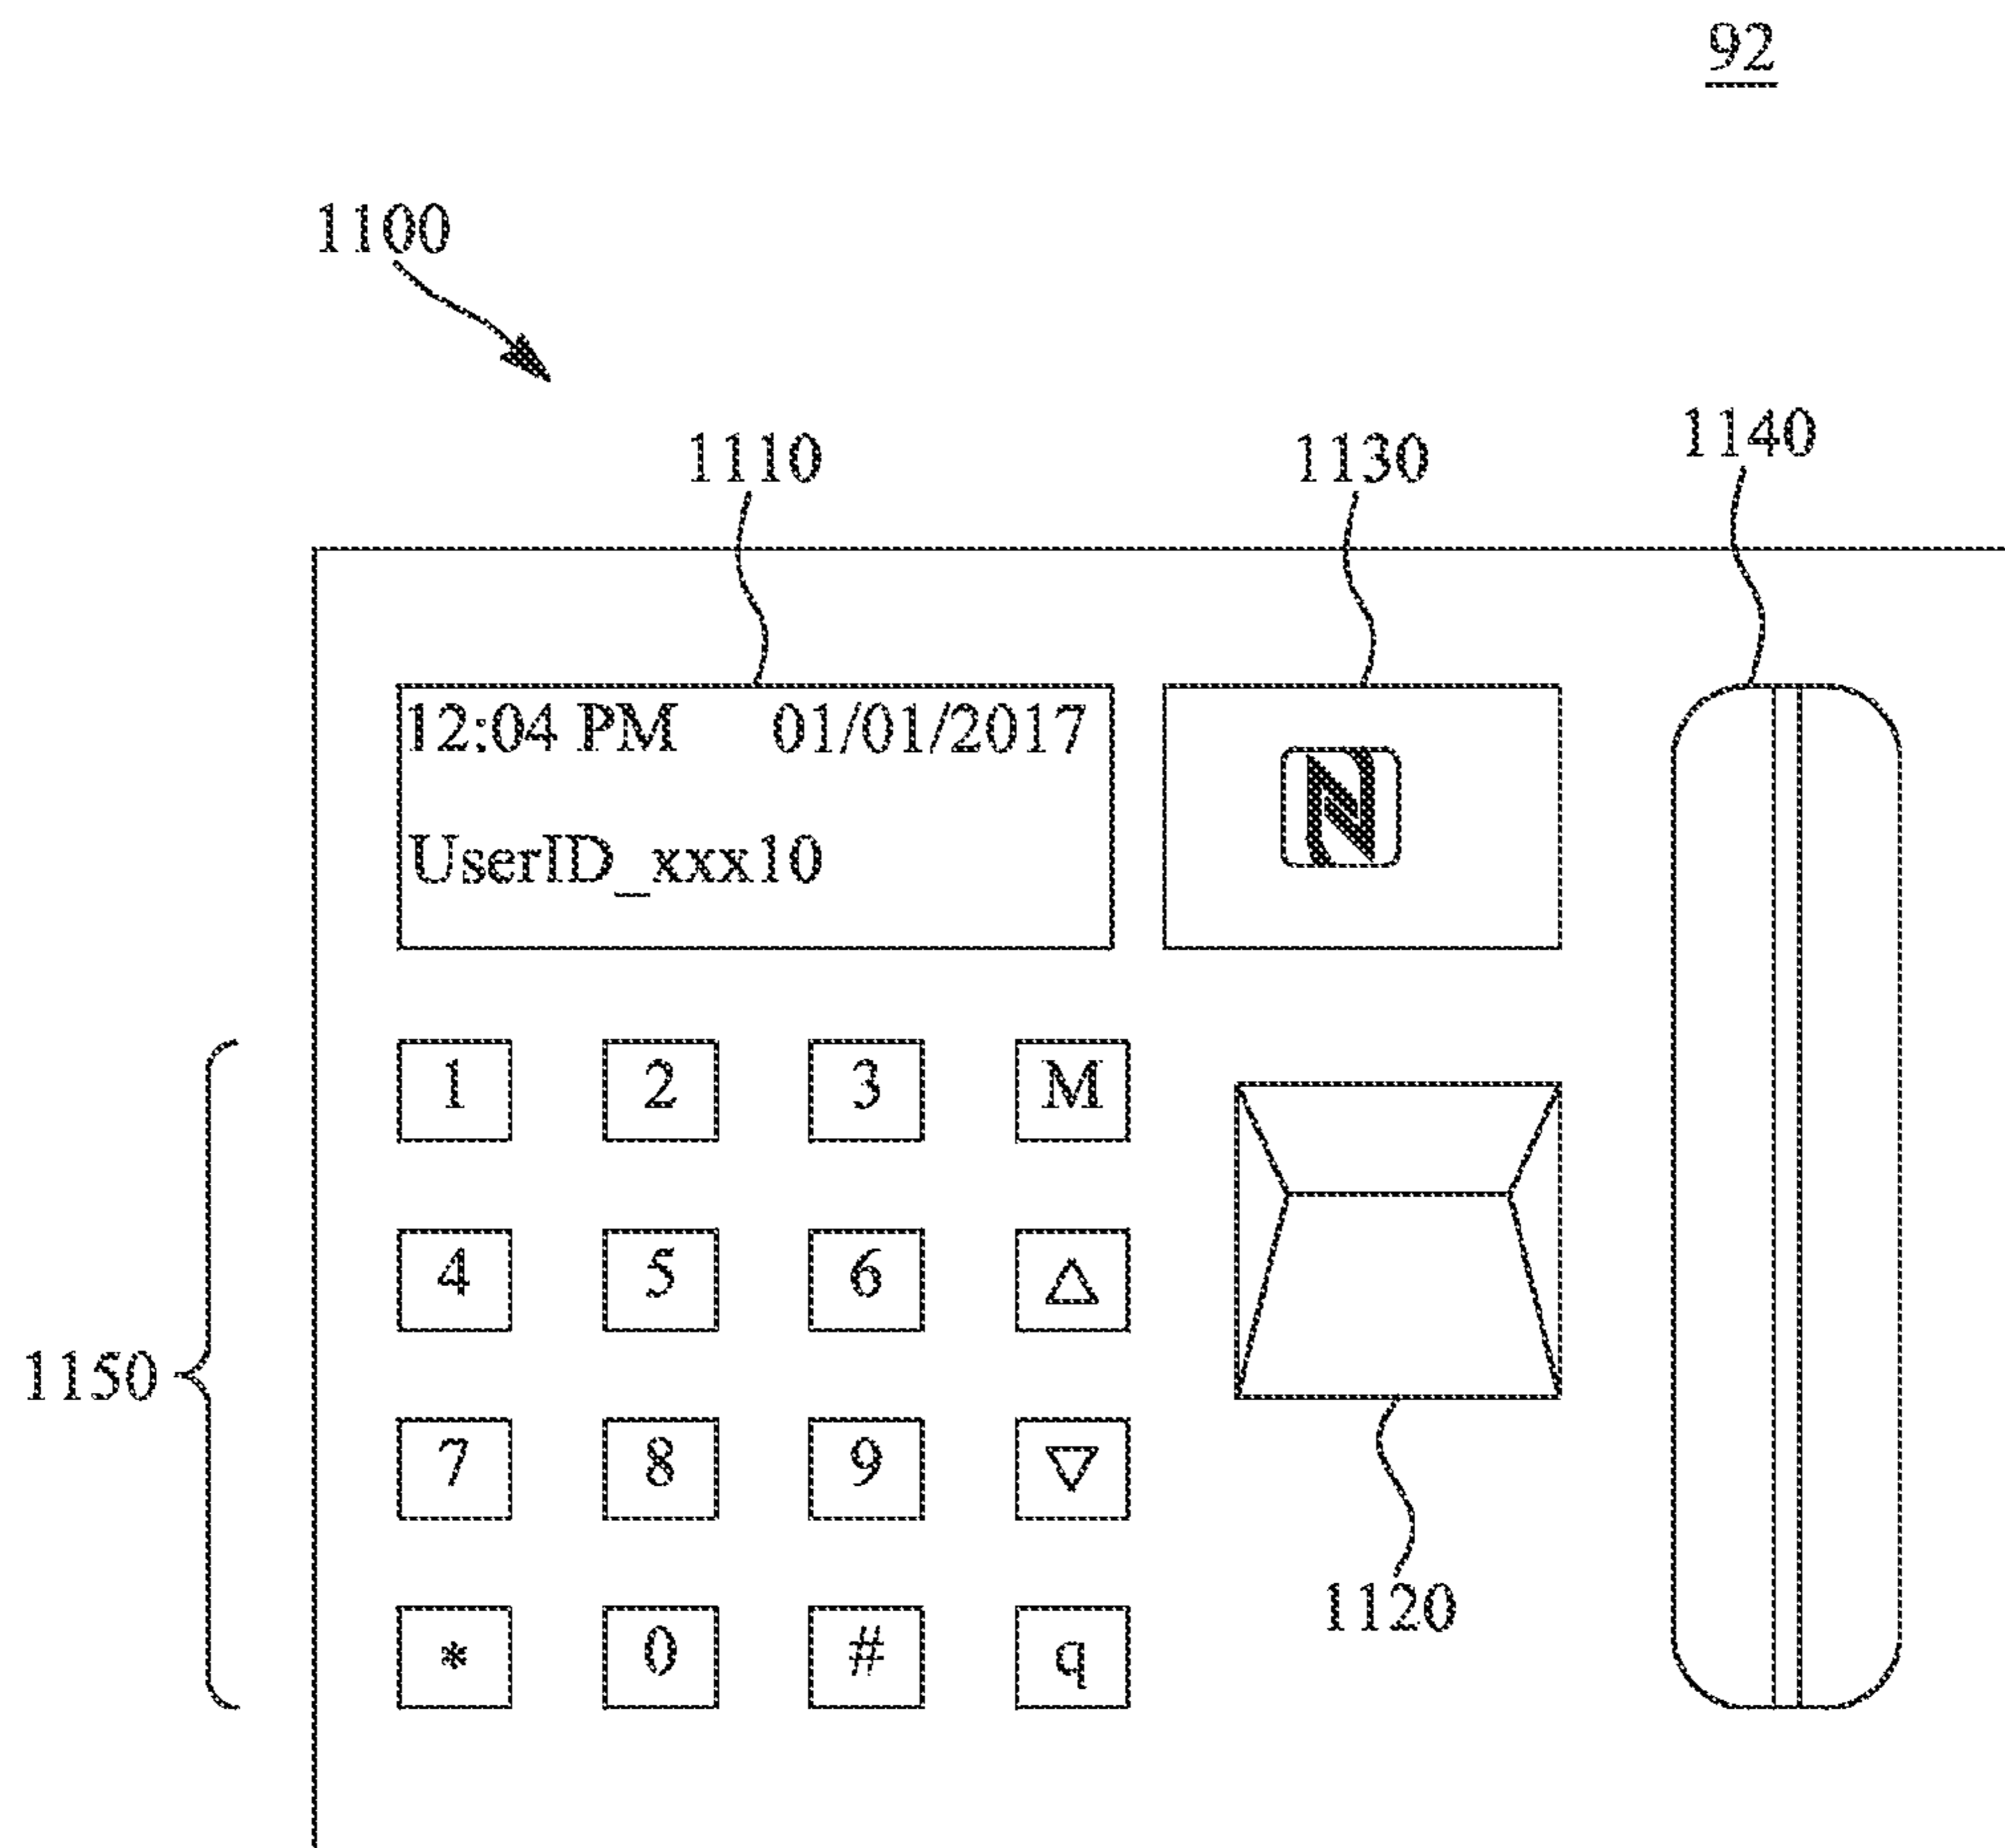 92
1100
1110
1130
1140
12:04 PM 01/01/2017
UserID_xxx10
N
1 2 3 M
4 5 6 △
1150
7 8 9 ▽
1120
* 0 # q